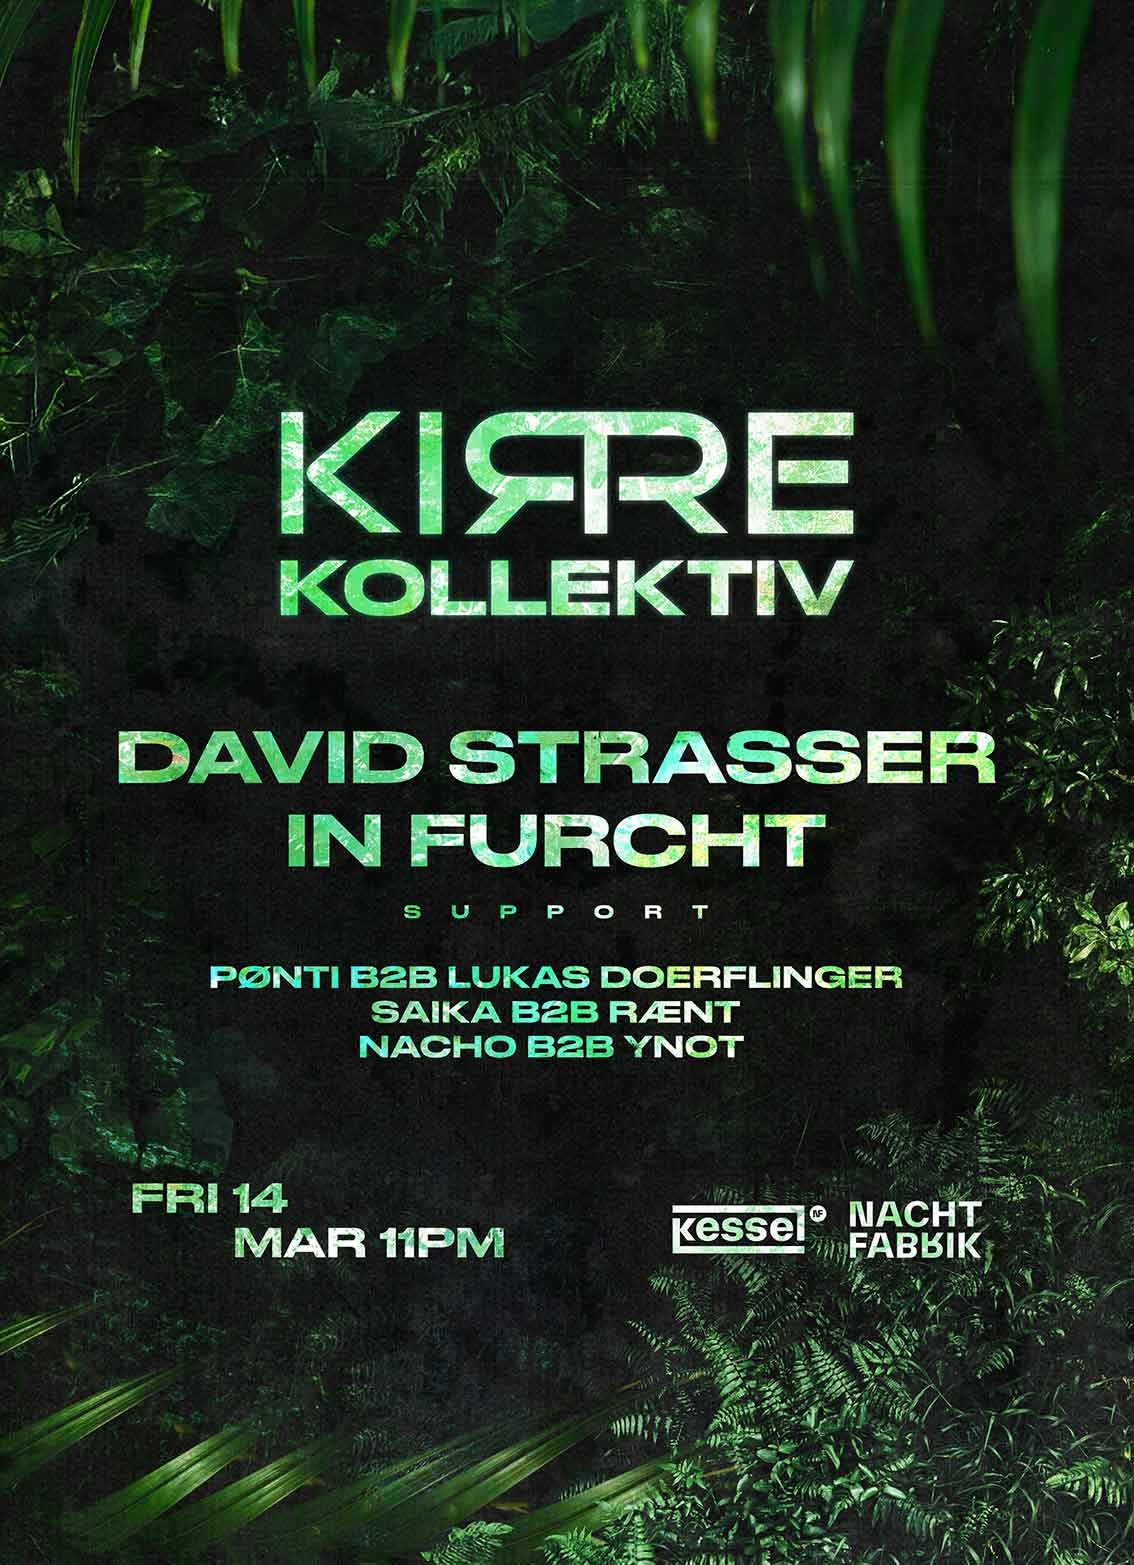 KIRRE
KOLLEKTIV
DAVID STRASSER
IN FURCHT
SUPPORT
PØNTI B2B LUKAS DOERFLINGER
SAIKA B2B RÆNT
NACHO B2B YNOT
FRI 14
MAR 11PM
Kessel NF
NACHT
FABRIK